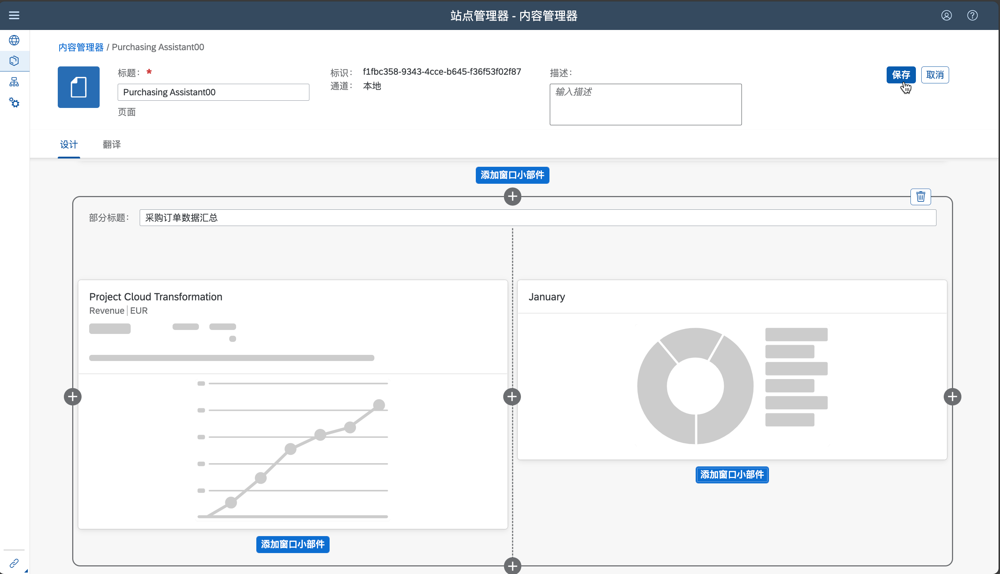 站点管理器 - 内容管理器
内容管理器 / Purchasing Assistant00
标题： *
Purchasing Assistant00
页面
标识： f1fbc358-9343-4cce-b645-f36f53f02f87
通道： 本地
描述：
输入描述
保存
取消
设计
翻译
添加窗口小部件
部分标题： 采购订单数据汇总
Project Cloud Transformation
Revenue | EUR
January
添加窗口小部件
添加窗口小部件